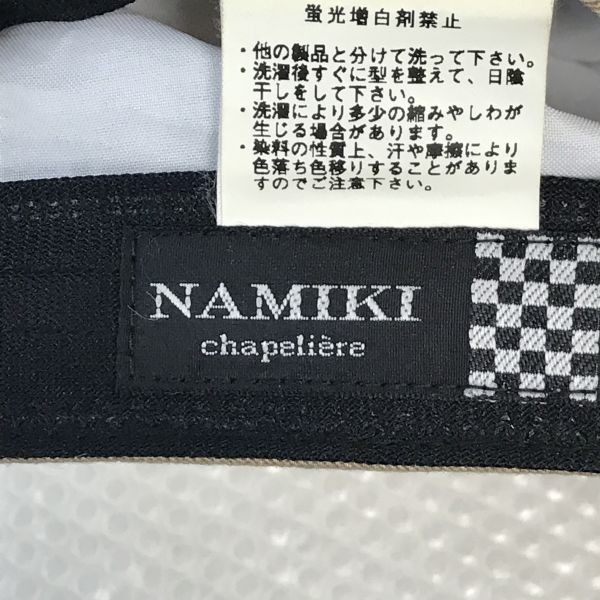 蛍光増白剤禁止
・他の製品と分けて洗って下さい。
・洗濯後すぐに型を整えて、日陰
干しをして下さい。
・洗濯により多少の縮みやしわが
生じる場合があります。
・染料の性質上、汗や摩擦により
色落ち色移りすることがありま
すのでご注意下さい。
NAMIKI
chapelière